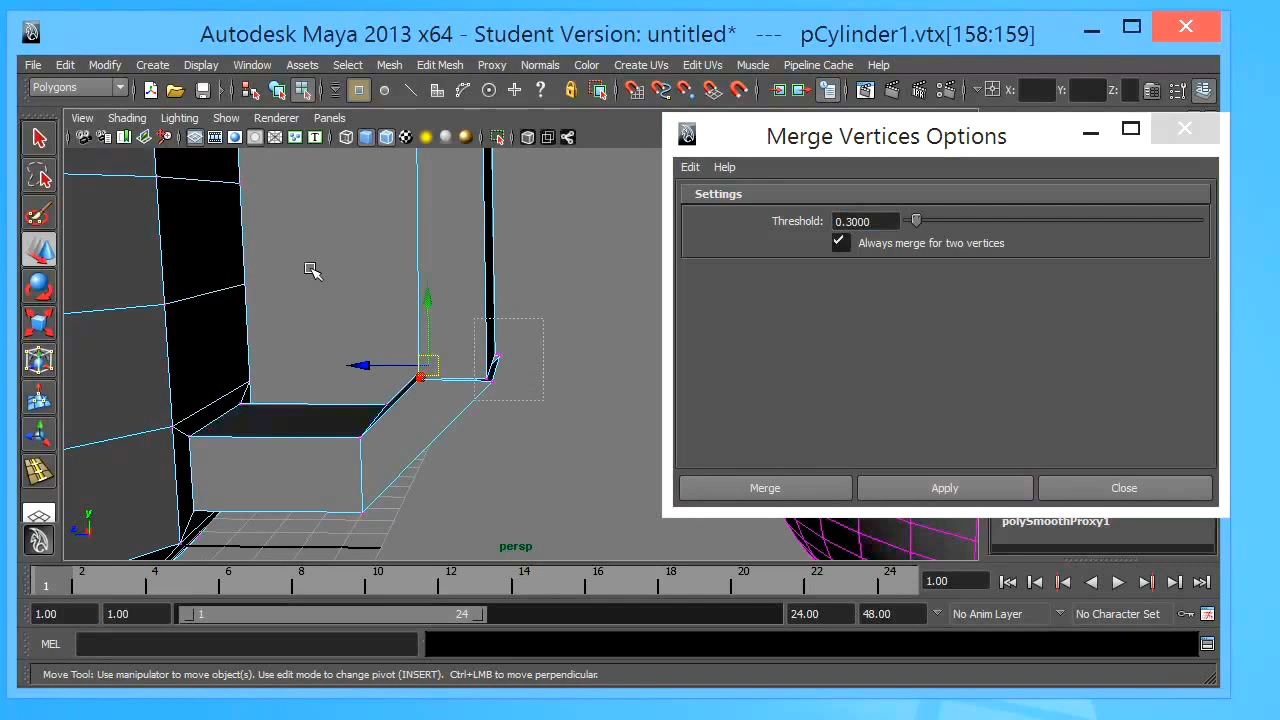 Autodesk Maya 2013 x64 - Student Version: untitled* --- pCylinder1.vtx[158:159]
File Edit Modify Create Display Window Assets Select Mesh Edit Mesh Proxy Normals Color Create UVs Edit UVs Muscle Pipeline Cache Help
Polygons X: Y: Z:
View Shading Lighting Show Renderer Panels
Merge Vertices Options
Edit Help
Settings
Threshold: 0.3000
Always merge for two vertices
Merge Apply Close
polySmoothProxy1
y
z
persp
2 4 6 8 10 12 14 16 18 20 22 24
1 1.00
1.00 1.00 1 24 24.00 48.00 No Anim Layer No Character Set
MEL
Move Tool: Use manipulator to move object(s). Use edit mode to change pivot (INSERT). Ctrl+LMB to move perpendicular.